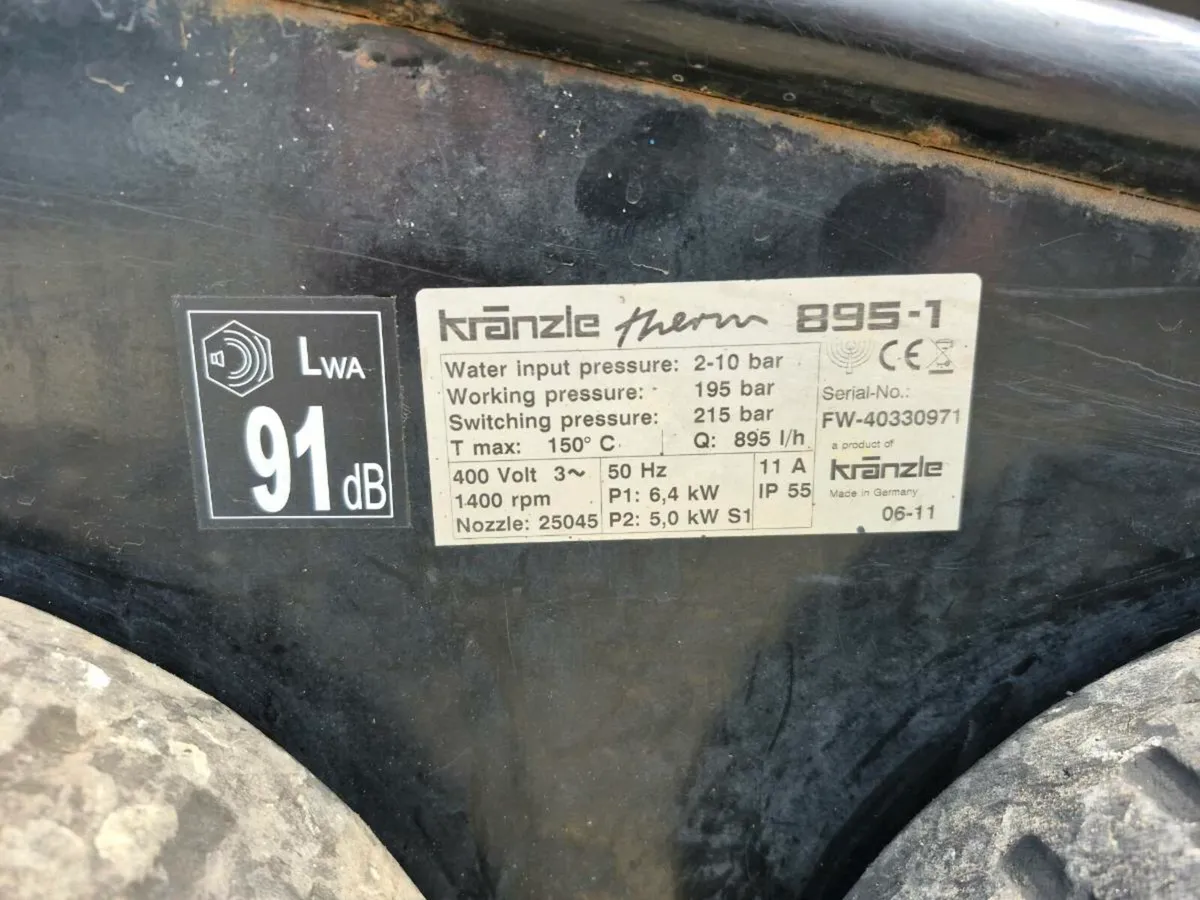 LWA
91 dB
kränzle therm 895-1
Water input pressure: 2-10 bar
Working pressure: 195 bar
Switching pressure: 215 bar
T max: 150° C Q: 895 l/h
400 Volt 3~ 50 Hz 11 A
1400 rpm P1: 6,4 kW IP 55
Nozzle: 25045 P2: 5,0 kW S1
CE
Serial-No.:
FW-40330971
a product of
kränzle
Made in Germany
06-11